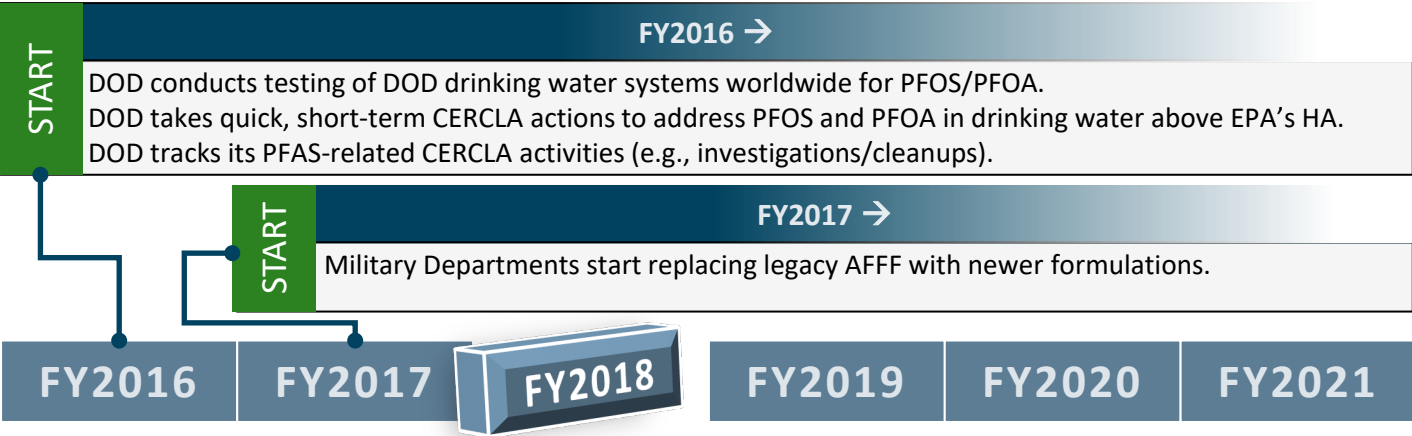 START
FY2016 →
DOD conducts testing of DOD drinking water systems worldwide for PFOS/PFOA.
DOD takes quick, short-term CERCLA actions to address PFOS and PFOA in drinking water above EPA’s HA.
DOD tracks its PFAS-related CERCLA activities (e.g., investigations/cleanups).
START
FY2017 →
Military Departments start replacing legacy AFFF with newer formulations.
FY2016 FY2017 FY2018 FY2019 FY2020 FY2021